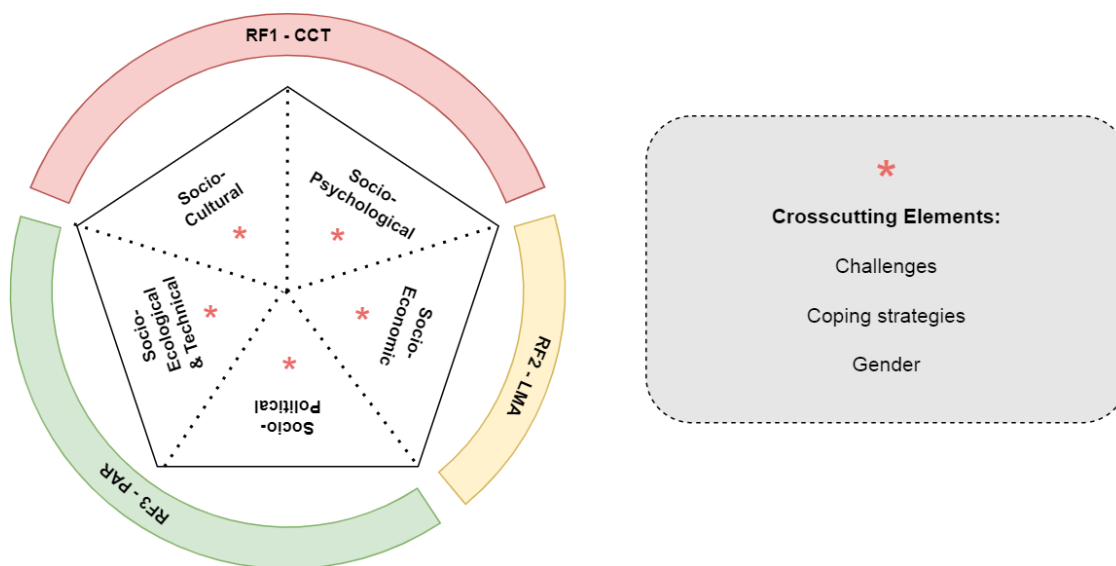 RF1 - CCT
Socio-
Cultural
Socio-
Psychological
Socio-
Economic
Socio-
Political
Socio-
Ecological
& Technical
RF2 - LMA
RF3 - PAR
*
Crosscutting Elements:
Challenges
Coping strategies
Gender